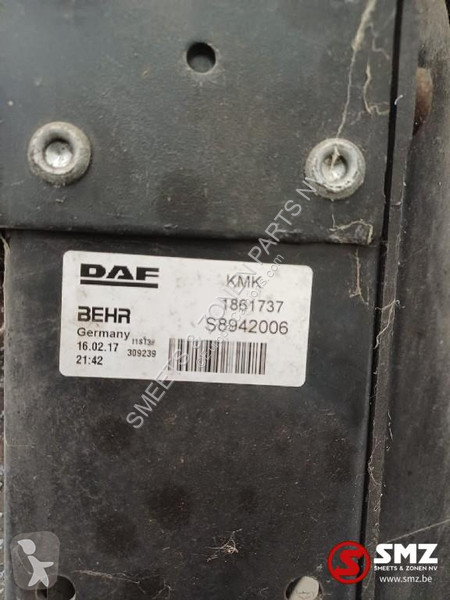 DAF KMK
1861737
BEHR S8942006
Germany
16.02.17
21:42 309239
SMEETS & ZONEN PARTS NV
SMZ
SMEETS & ZONEN NV
www.smz.be